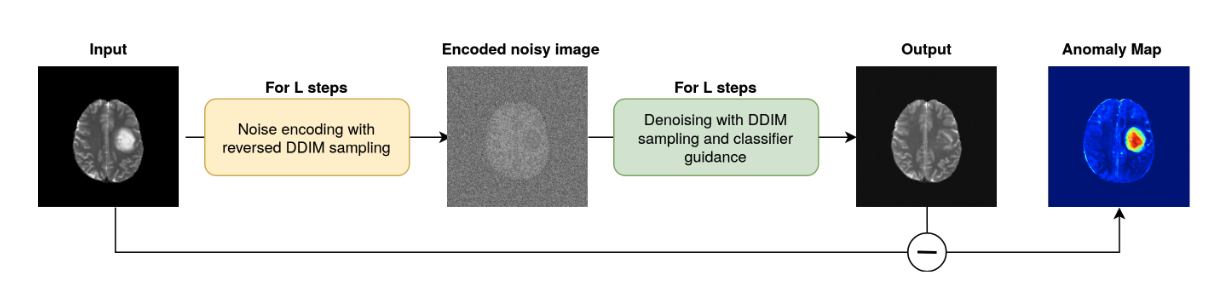 Input
Encoded noisy image
Output
Anomaly Map
For L steps
For L steps
Noise encoding with
reversed DDIM sampling
Denoising with DDIM
sampling and classifier
guidance